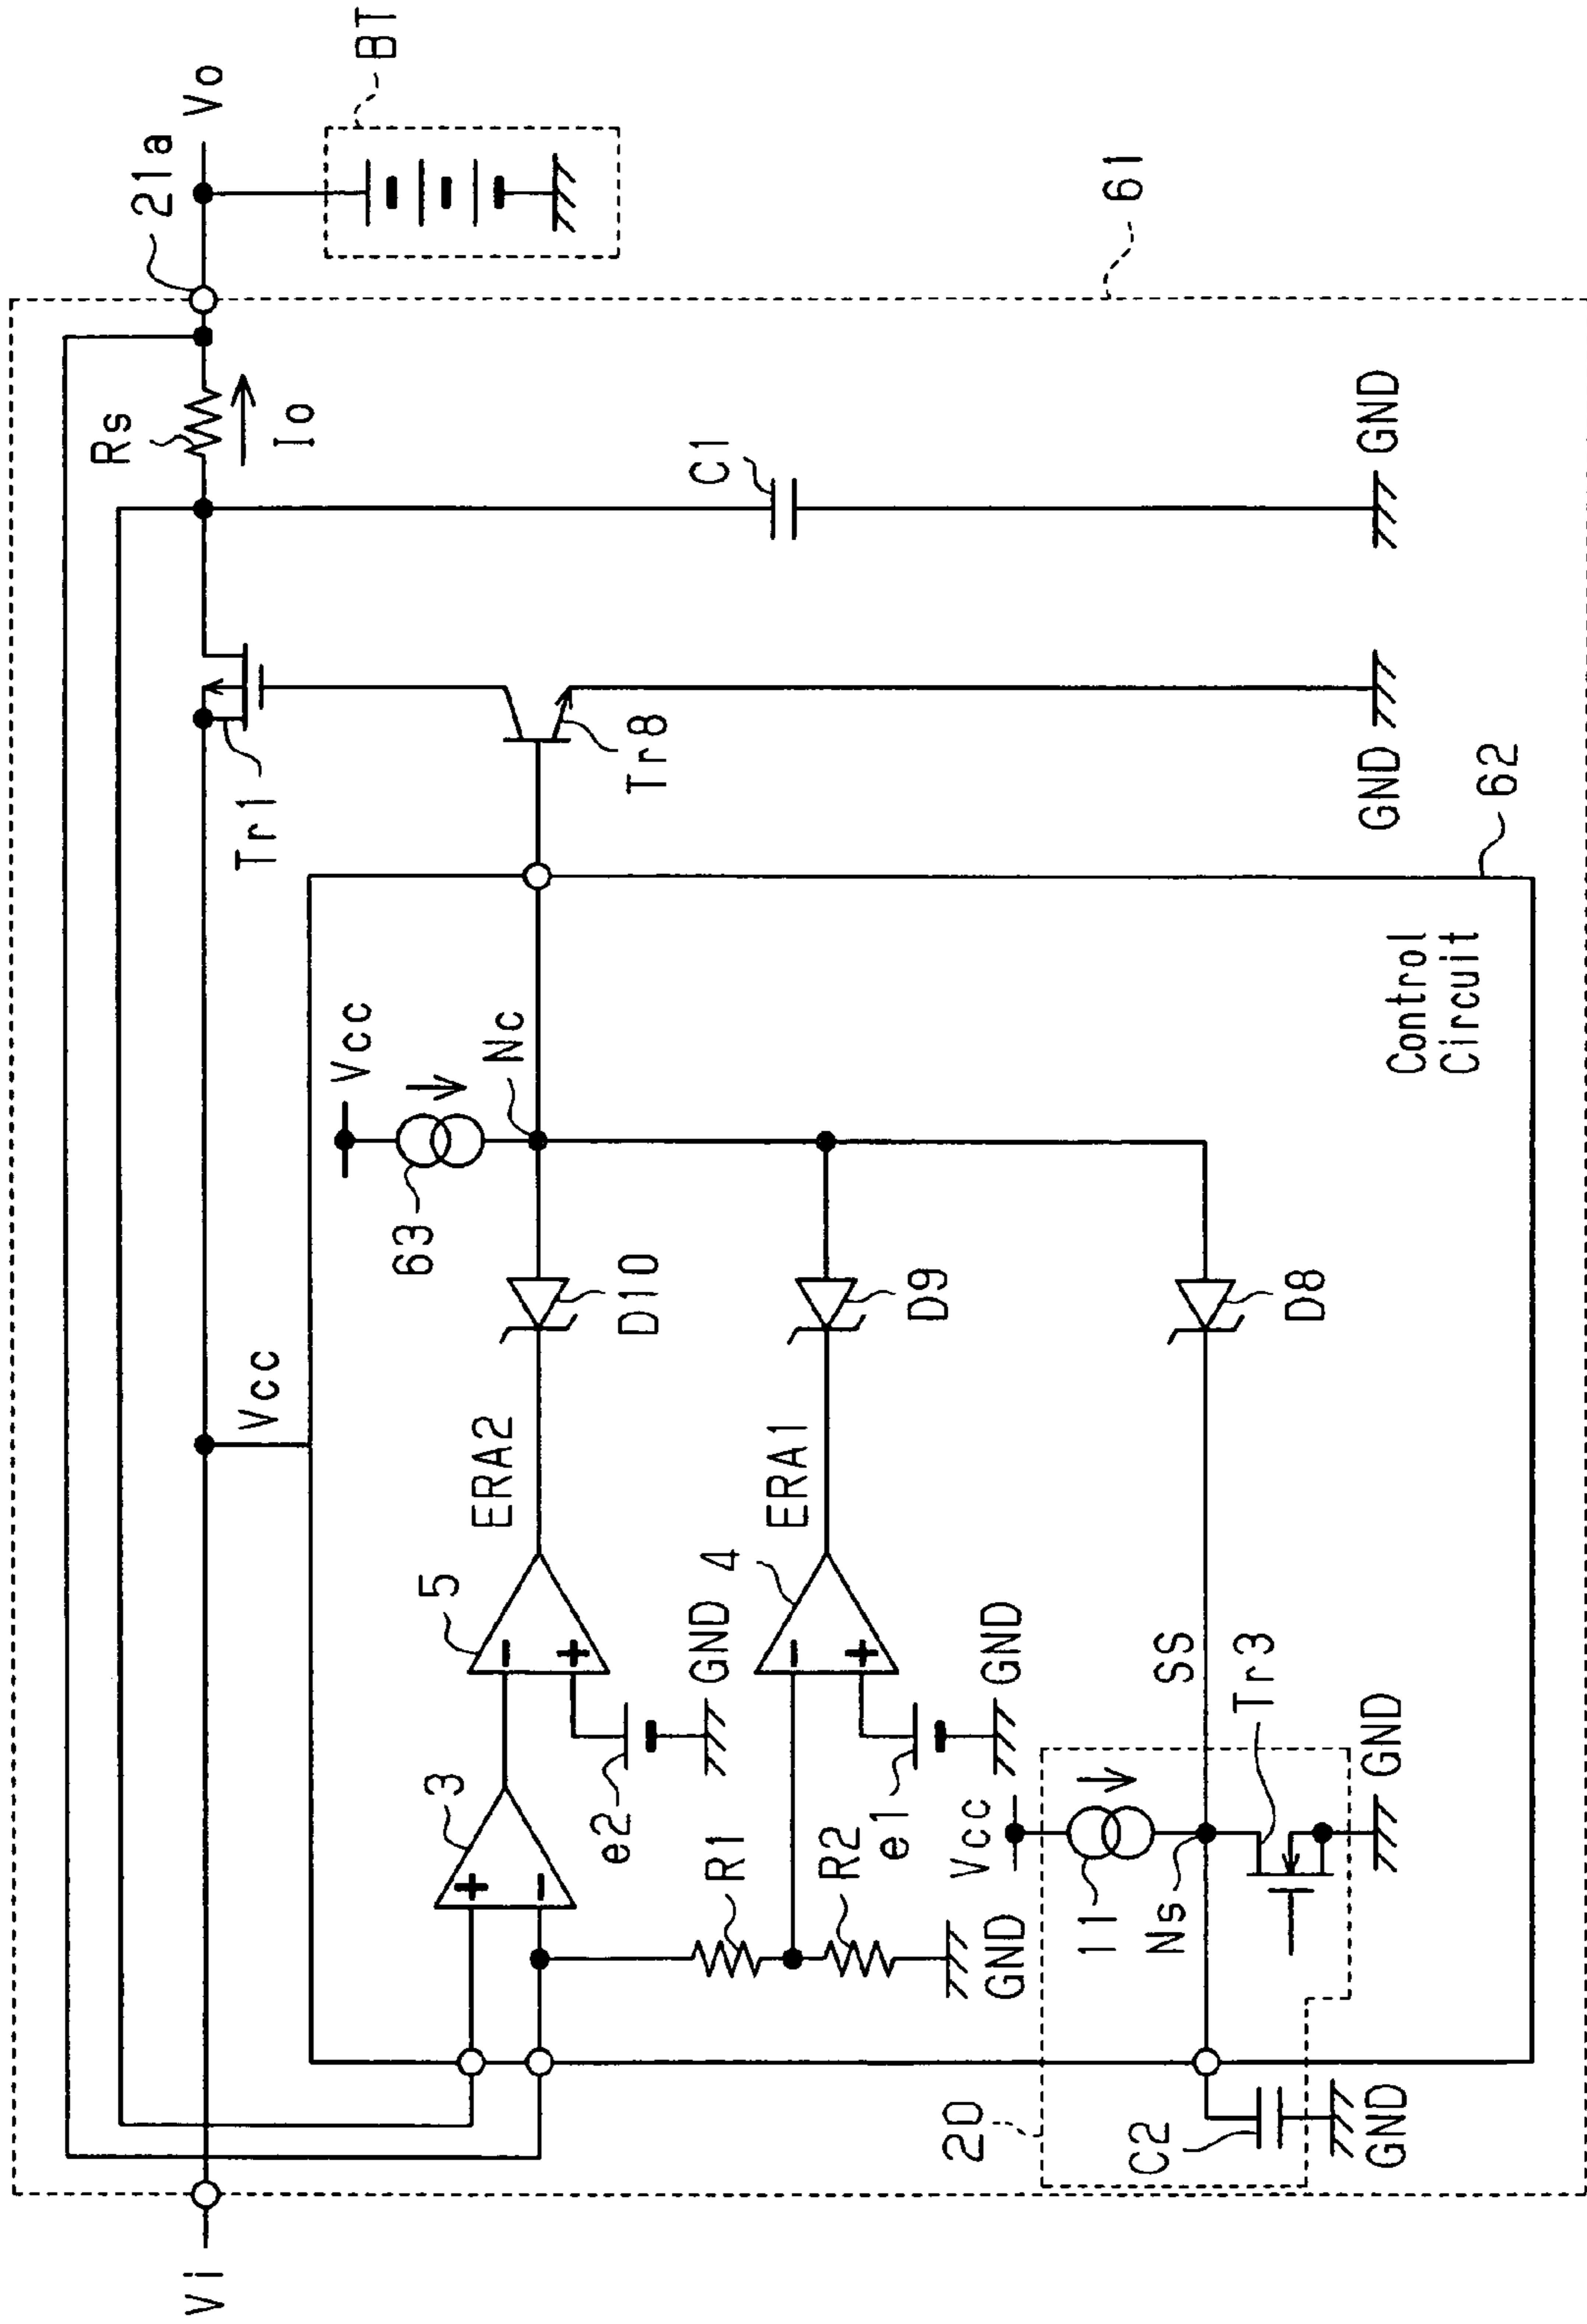 Vi
Vcc
Tr1
Rs
Io
21a
Vo
BT
61
C1
GND
Tr8
GND
62
Control
Circuit
Vcc
63
Nc
D10
D9
D8
ERA2
ERA1
5
4
3
e2
GND
e1
GND
R1
R2
GND
SS
Vcc
11
Ns
Tr3
GND
20
C2
GND